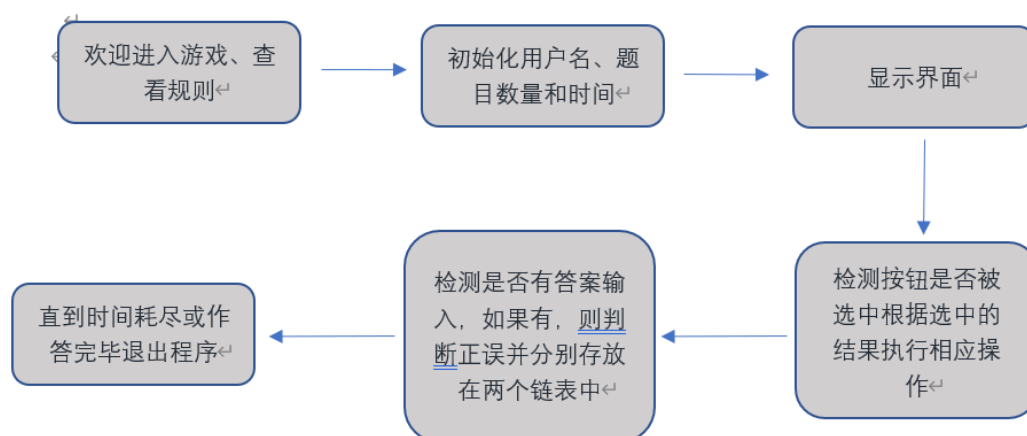 欢迎进入游戏、查
看规则
初始化用户名、题
目数量和时间
显示界面
检测按钮是否被
选中根据选中的
结果执行相应操
作
检测是否有答案输
入，如果有，则判
断正误并分别存放
在两个链表中
直到时间耗尽或作
答完毕退出程序